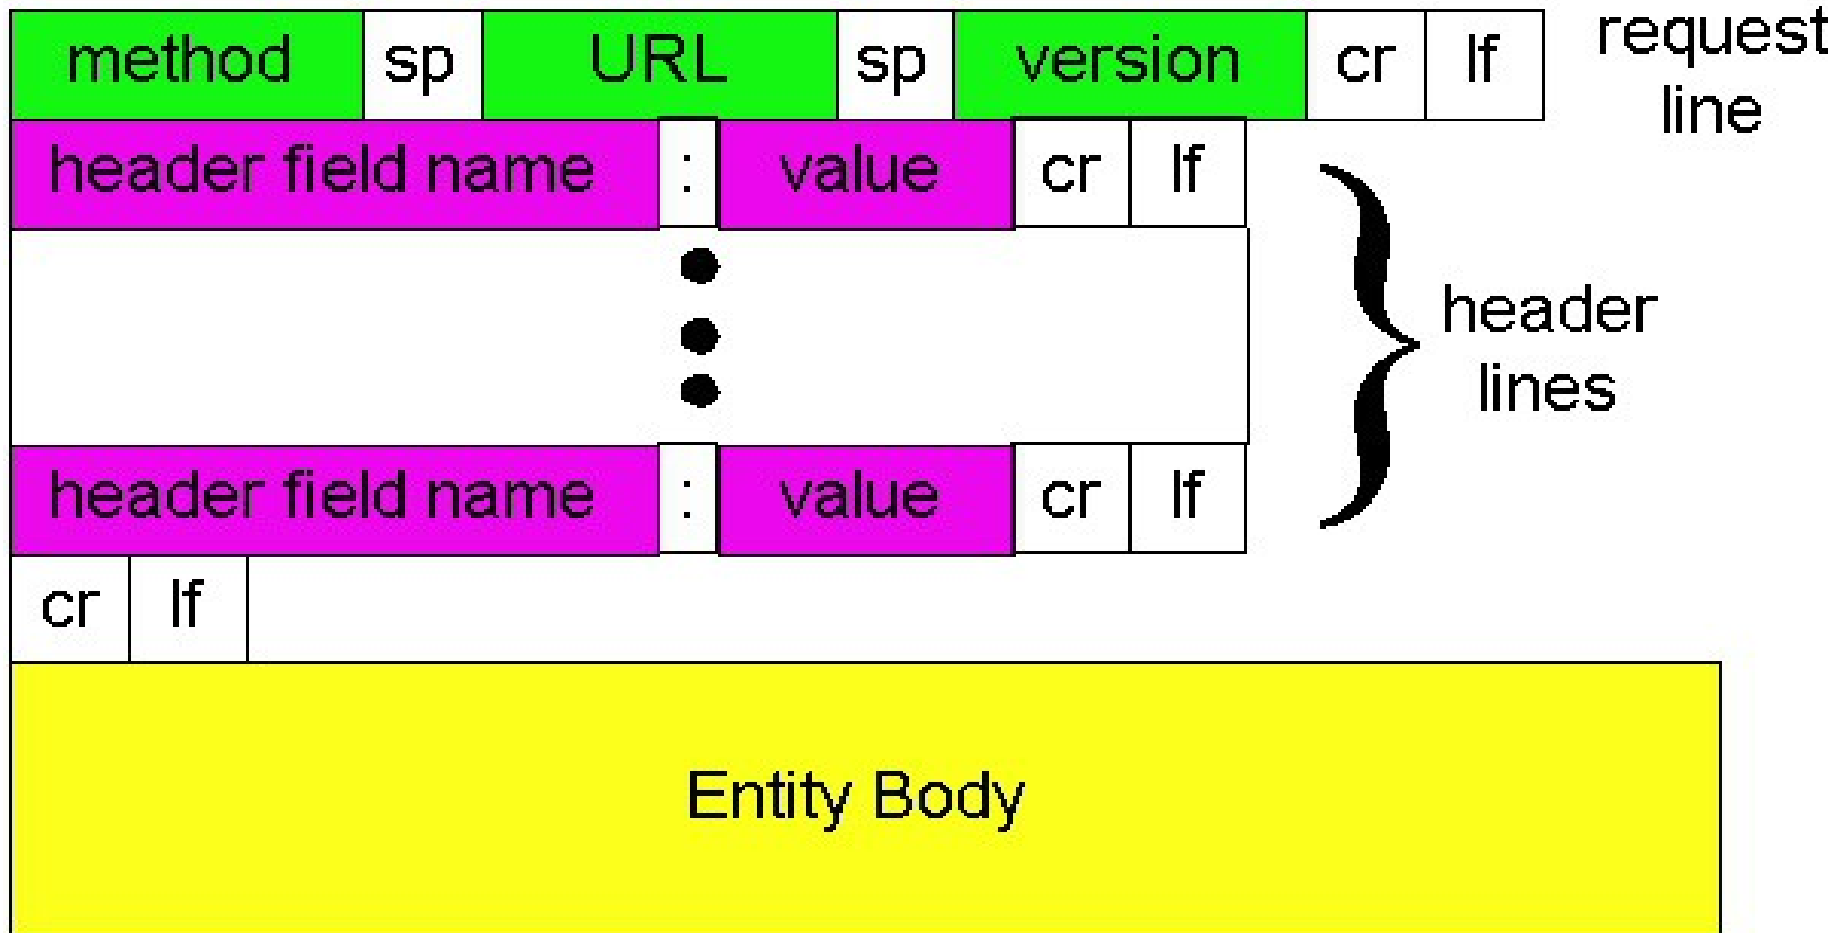 method sp URL sp version cr lf
request
line
header field name : value cr lf
header
lines
header field name : value cr lf
cr lf
Entity Body